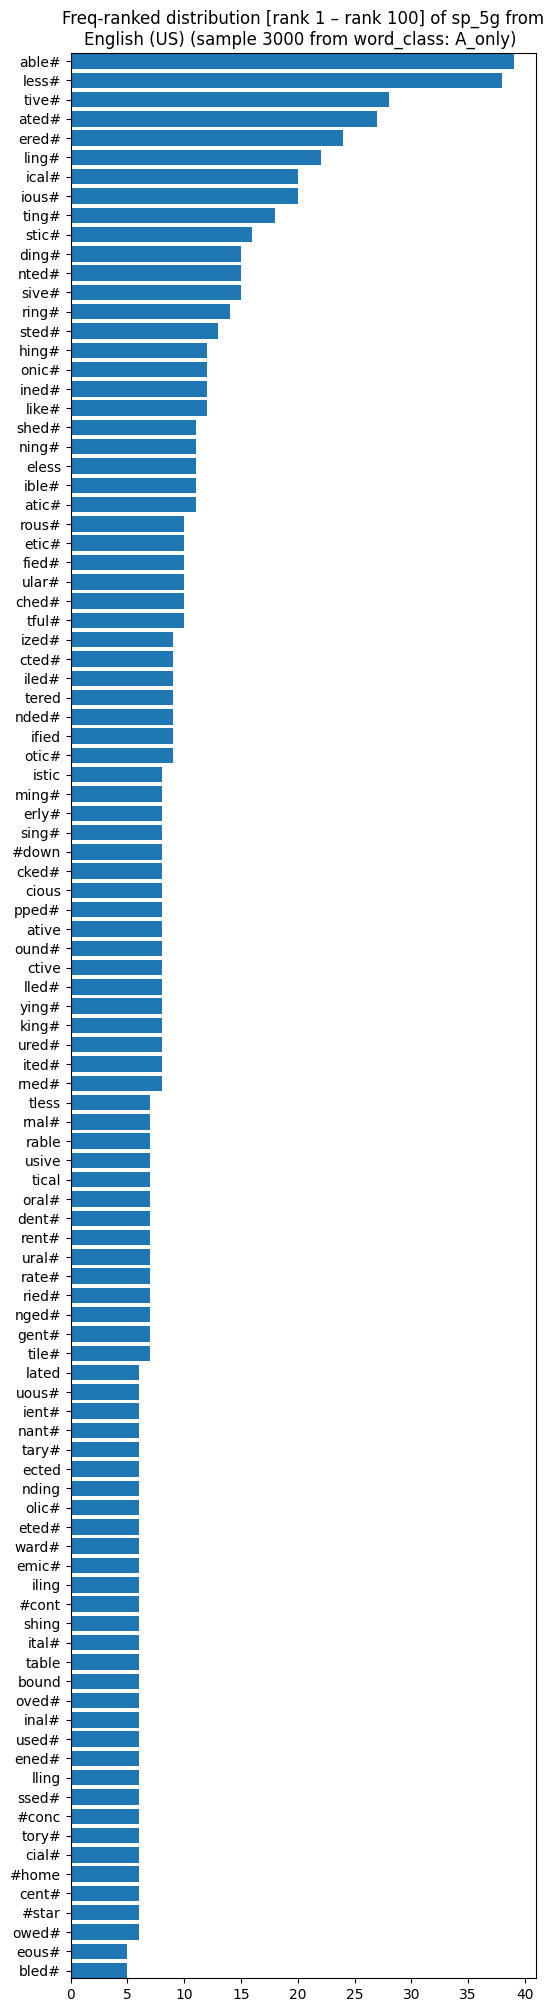 Freq-ranked distribution [rank 1 – rank 100] of sp_5g from
English (US) (sample 3000 from word_class: A_only)
able#
less#
tive#
ated#
ered#
ling#
ical#
ious#
ting#
stic#
ding#
nted#
sive#
ring#
sted#
hing#
onic#
ined#
like#
shed#
ning#
eless
ible#
atic#
rous#
etic#
fied#
ular#
ched#
tful#
ized#
cted#
iled#
tered
nded#
ified
otic#
istic
ming#
erly#
sing#
#down
cked#
cious
pped#
ative
ound#
ctive
lled#
ying#
king#
ured#
ited#
rned#
tless
rnal#
rable
usive
tical
oral#
dent#
rent#
ural#
rate#
ried#
nged#
gent#
tile#
lated
uous#
ient#
nant#
tary#
ected
nding
olic#
eted#
ward#
emic#
iling
#cont
shing
ital#
table
bound
oved#
inal#
used#
ened#
lling
ssed#
#conc
tory#
cial#
#home
cent#
#star
owed#
eous#
bled#
0 5 10 15 20 25 30 35 40